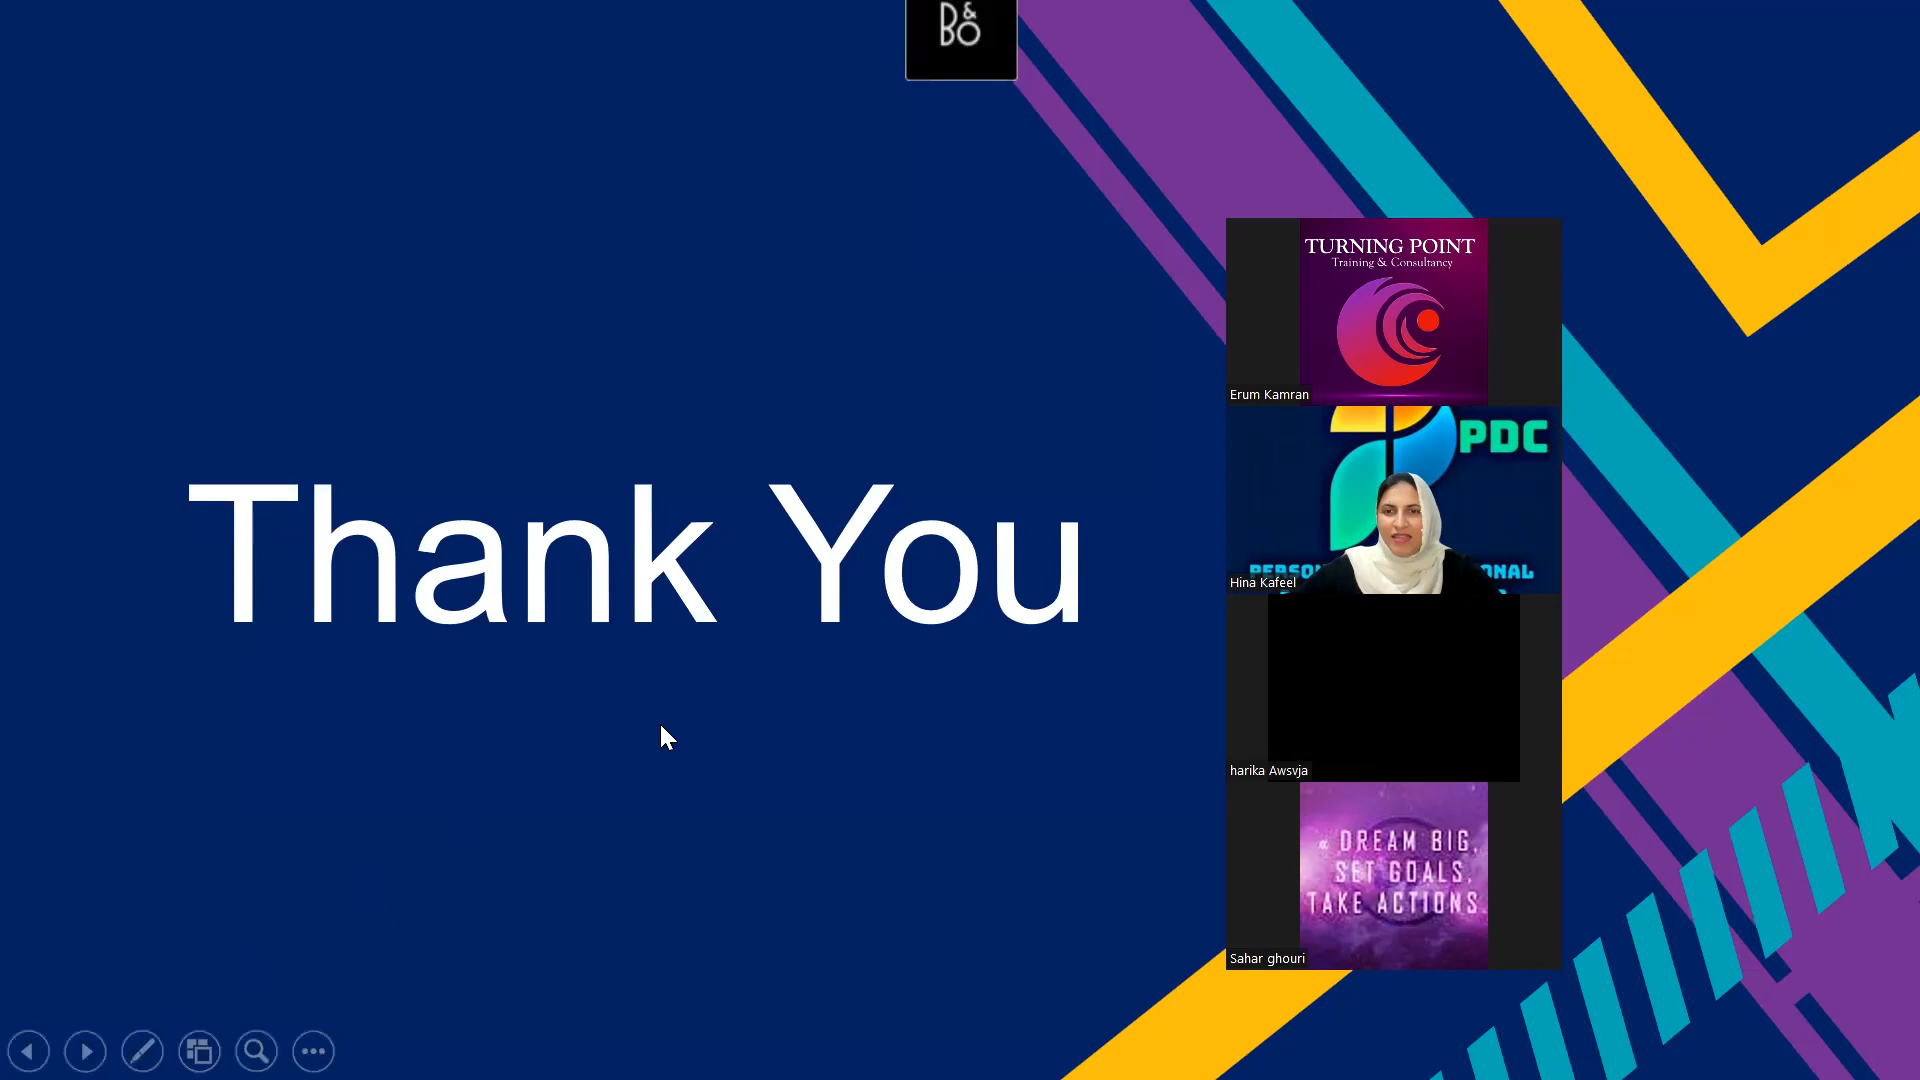 B&O
Thank You
TURNING POINT
Training & Consultancy
Erum Kamran
PDC
Hina Kafeel
harika Awsvja
« DREAM BIG,
SET GOALS,
TAKE ACTIONS
Sahar ghouri